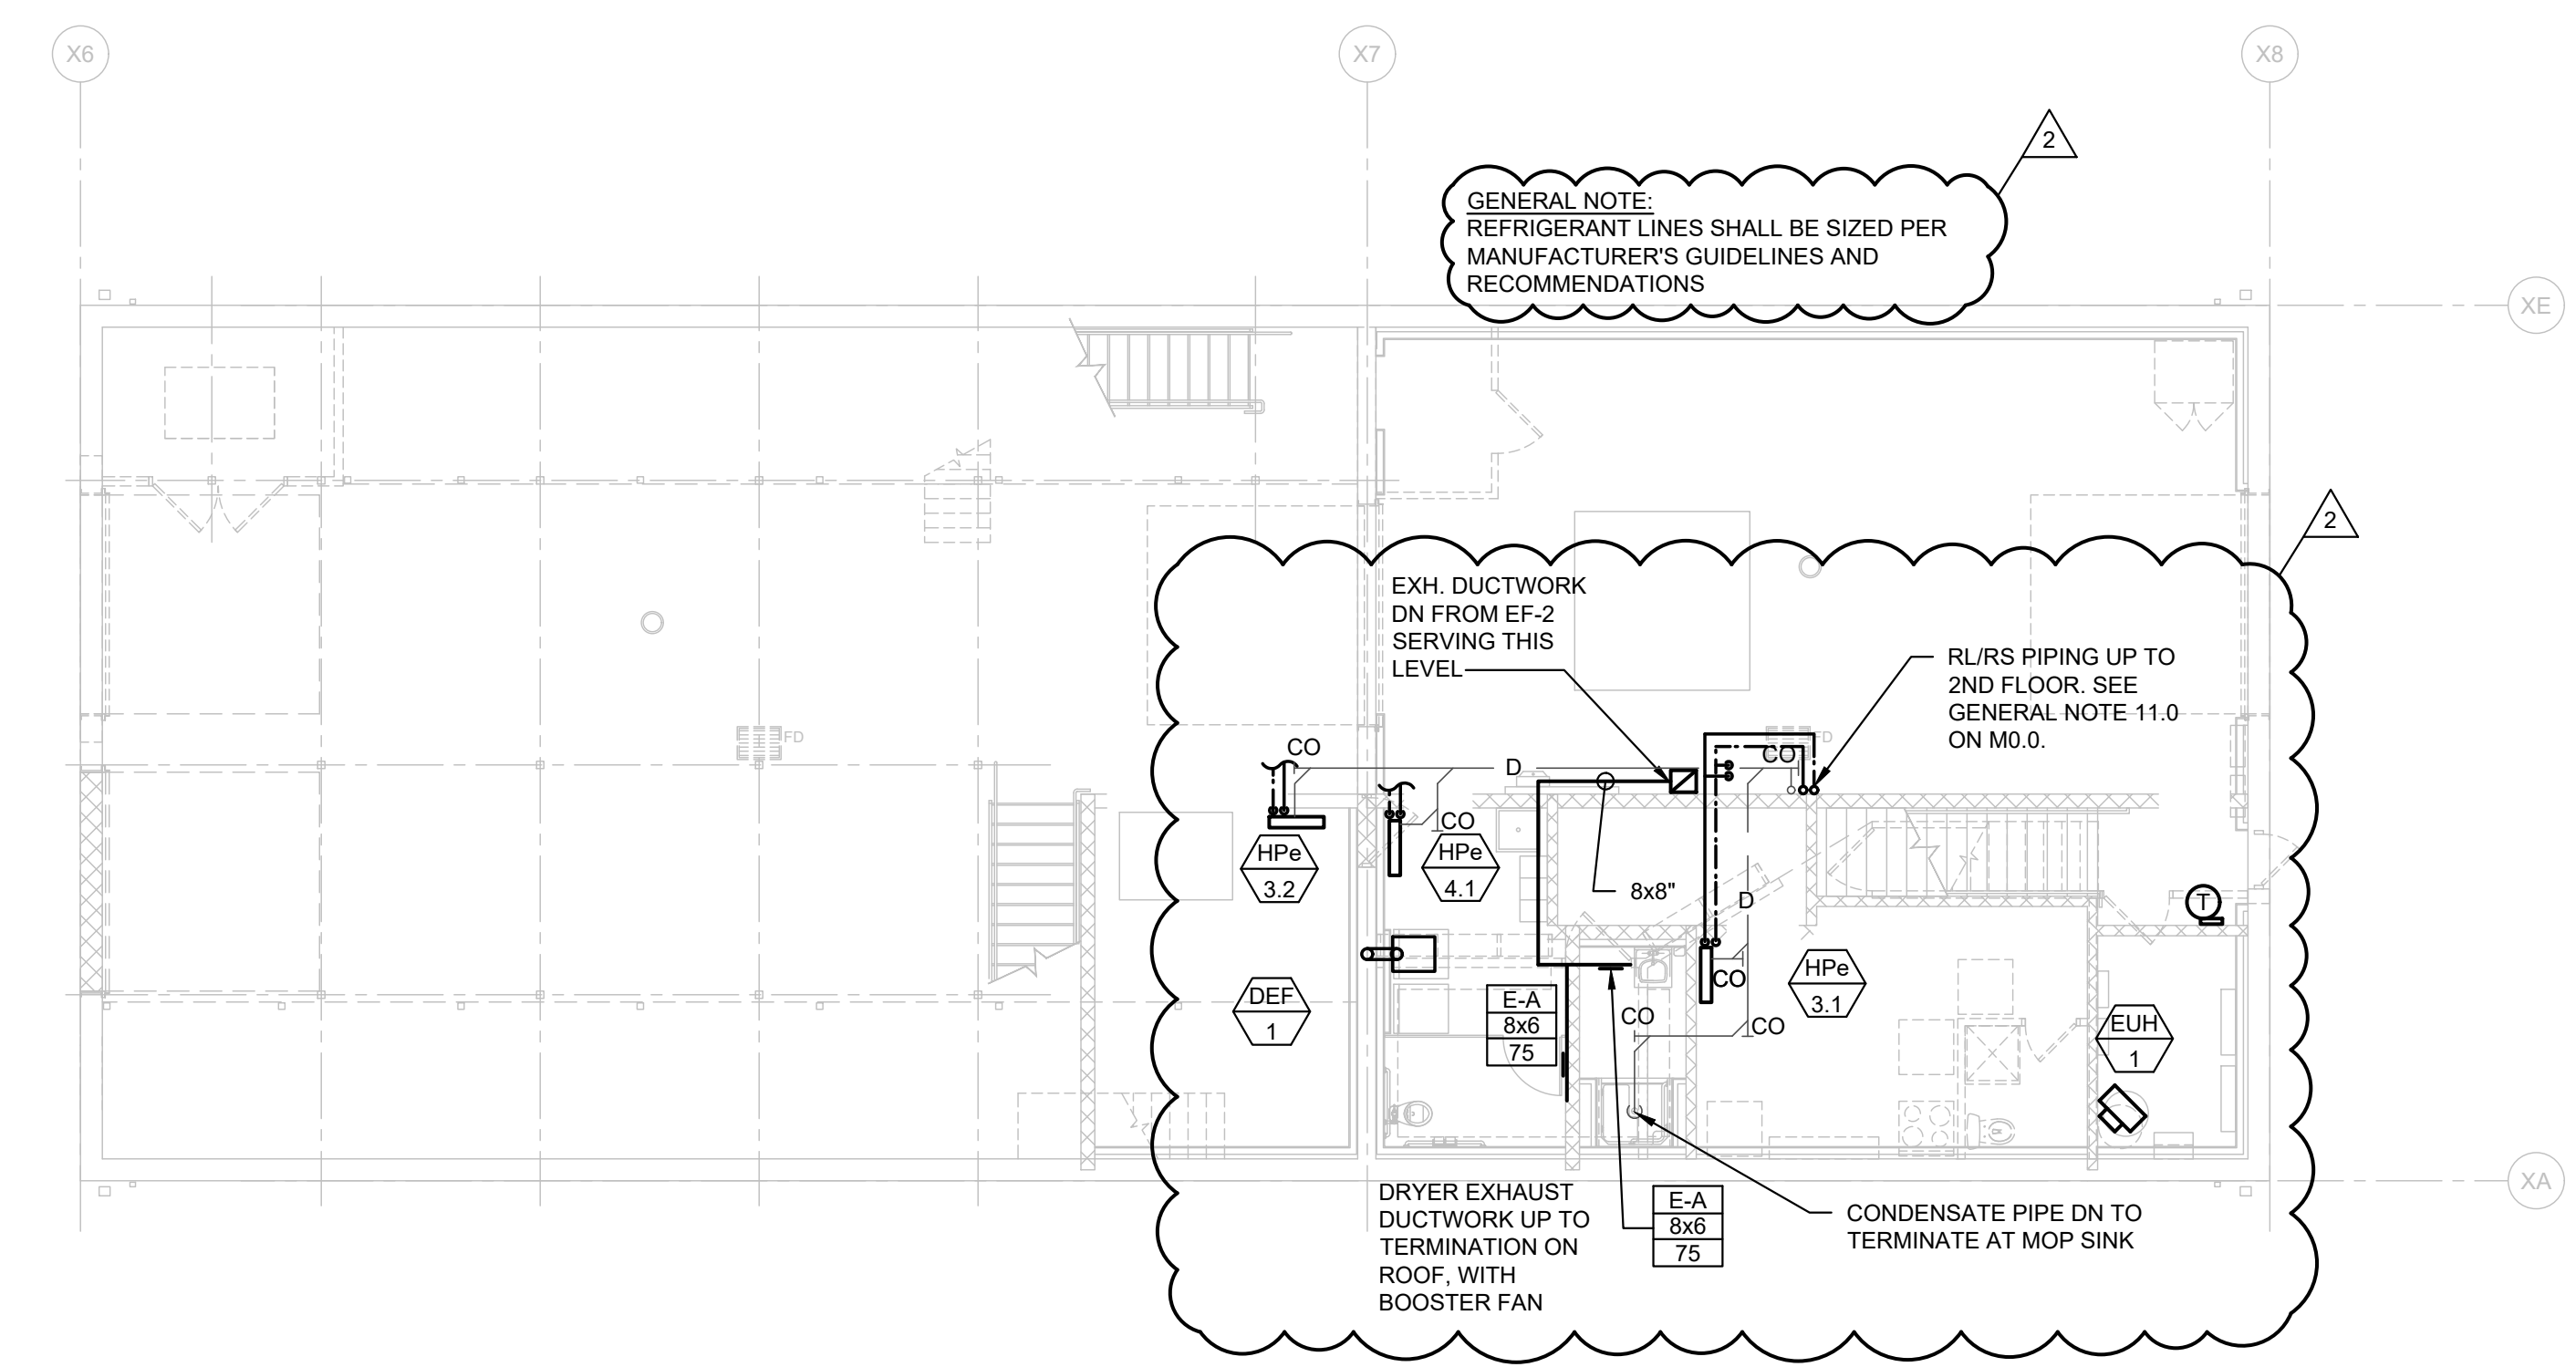 X6
X7
X8
2
GENERAL NOTE:
REFRIGERANT LINES SHALL BE SIZED PER
MANUFACTURER'S GUIDELINES AND
RECOMMENDATIONS
XE
2
EXH. DUCTWORK
DN FROM EF-2
SERVING THIS
LEVEL
RL/RS PIPING UP TO
2ND FLOOR. SEE
GENERAL NOTE 11.0
ON M0.0.
FD
CO
D
CO
FD
CO
HPe
3.2
HPe
4.1
8x8"
D
T
CO
HPe
3.1
DEF
1
E-A
8x6
75
CO
CO
EUH
1
DRYER EXHAUST
DUCTWORK UP TO
TERMINATION ON
ROOF, WITH
BOOSTER FAN
E-A
8x6
75
CONDENSATE PIPE DN TO
TERMINATE AT MOP SINK
XA